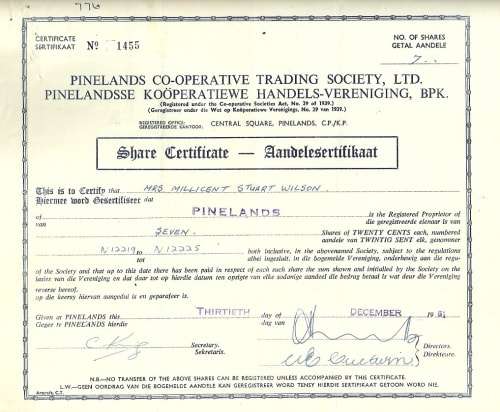 776
CERTIFICATE NO. OF SHARES
SERTIFIKAAT No 1455 GETAL AANDELE
7
PINELANDS CO-OPERATIVE TRADING SOCIETY, LTD.
PINELANDSSE KOÖPERATIEWE HANDELS-VERENIGING, BPK.
(Registered under the Co-operative Societies Act, No. 29 of 1939.)
(Geregistreer onder die Wet op Koöperatiewe Verenigings, No. 29 van 1939.)
REGISTERED OFFICE: CENTRAL SQUARE, PINELANDS, C.P./K.P.
GEREGISTREERDE KANTOOR:
Share Certificate — Aandelesertifikaat
This is to Certify that MRS MILLICENT STUART WILSON.
Hiermee word Gesertifiseer dat
of PINELANDS is the Registered Proprietor of
van die geregistreerde eienaar is van
SEVEN Shares of TWENTY CENTS each, numbered
aandele van TWINTIG SENT elk, genommer
N12219 to N12225 both inclusive, in the abovenamed Society, subject to the regulations
tot albei ingesluit, in die bogemelde Vereniging, onderhewig aan die regu-
of the Society and that up to this date there has been paid in respect of each such share the sum shown and initialled by the Society on the
lasies van die Vereniging en dat daar tot op hierdie datum ten opsigte van elke sodanige aandeel die bedrag betaal is wat deur die Vereniging
reverse hereof.
op die keersy hiervan aangedui en geparafeer is.
Given at PINELANDS this THIRTIETH day of DECEMBER 19
Gegee te PINELANDS hierdie dag van
Secretary. Directors.
Sekretaris. Direkteure.
N.B.—NO TRANSFER OF THE ABOVE SHARES CAN BE REGISTERED UNLESS ACCOMPANIED BY THIS CERTIFICATE.
L.W.—GEEN OORDRAG VAN DIE BOGEMELDE AANDELE KAN GEREGISTREER WORD TENSY HIERDIE SERTIFIKAAT GETOON WORD NIE.